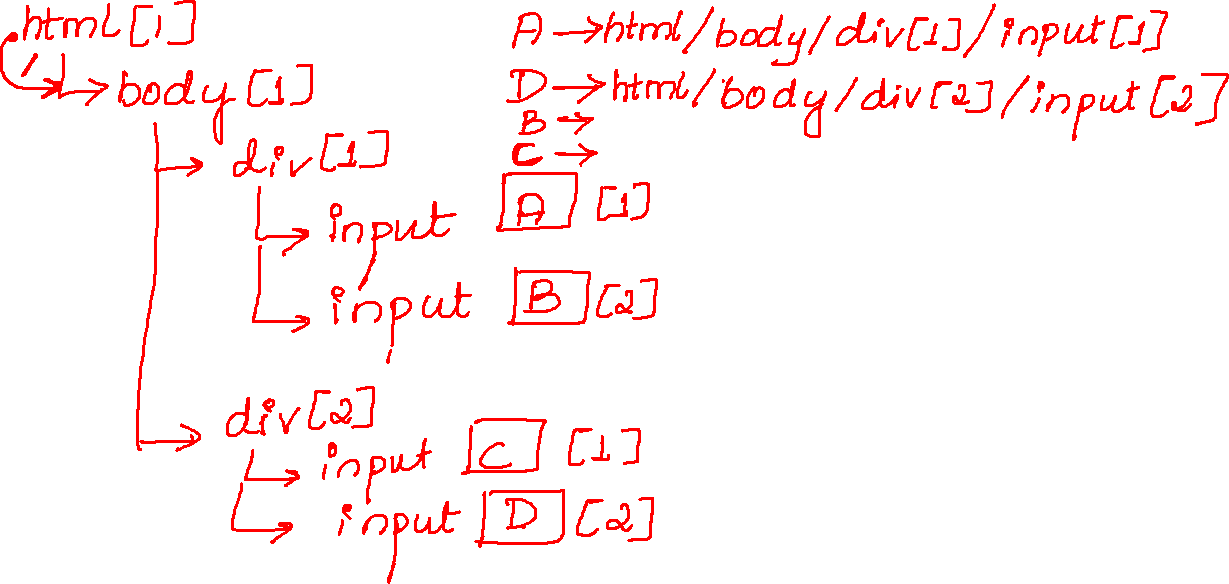 html[1]
A → html/body/div[1]/input[1]
body[1]
D → html/body/div[2]/input[2]
B →
C →
div[1]
input A [1]
input B [2]
div[2]
input C [1]
input D [2]